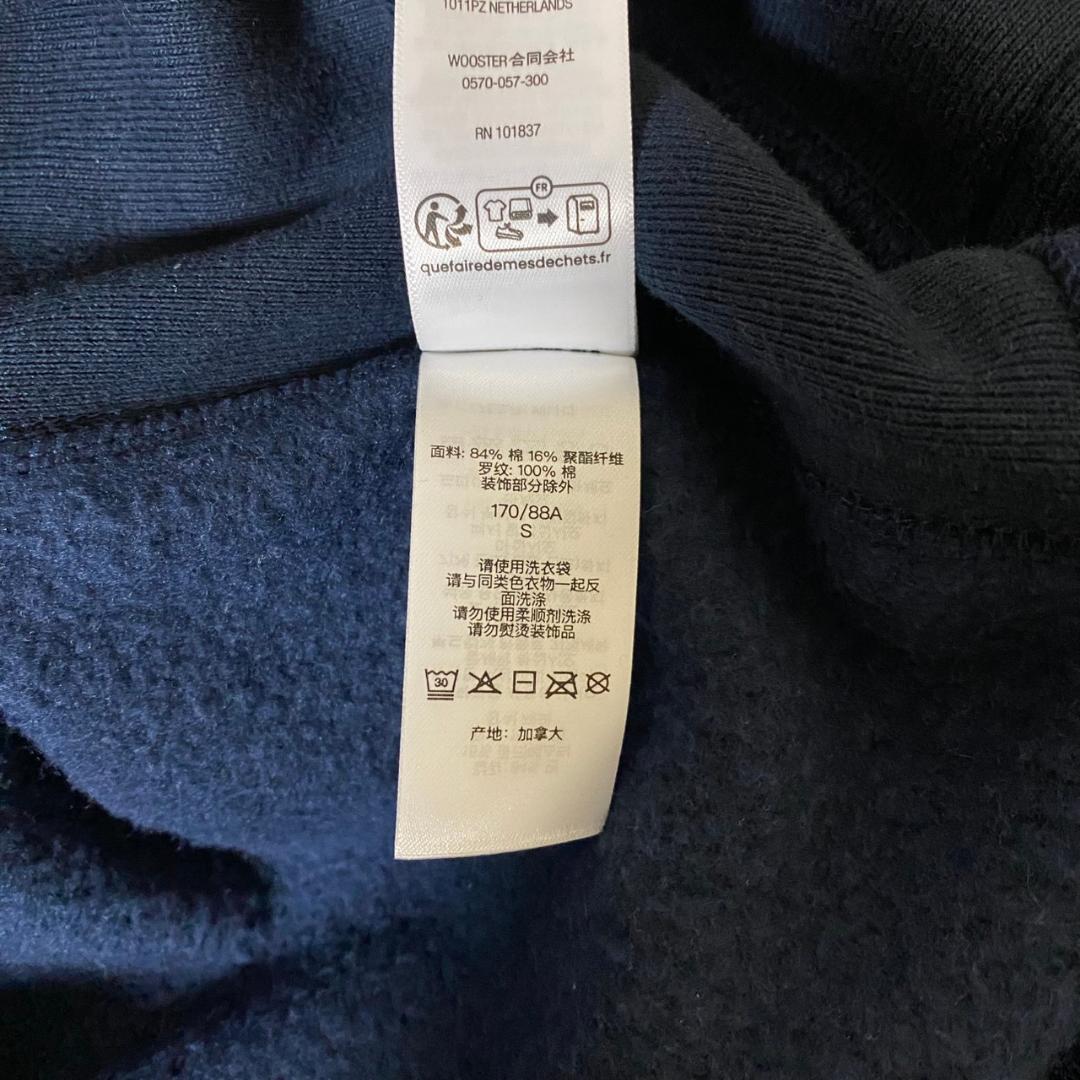 1011PZ NETHERLANDS
WOOSTER合同会社
0570-057-300
RN 101837
FR
quefairedemesdechets.fr
面料: 84% 棉 16% 聚酯纤维
罗纹: 100% 棉
装饰部分除外
170/88A
S
请使用洗衣袋
请与同类色衣物一起反
面洗涤
请勿使用柔顺剂洗涤
请勿熨烫装饰品
30
产地: 加拿大